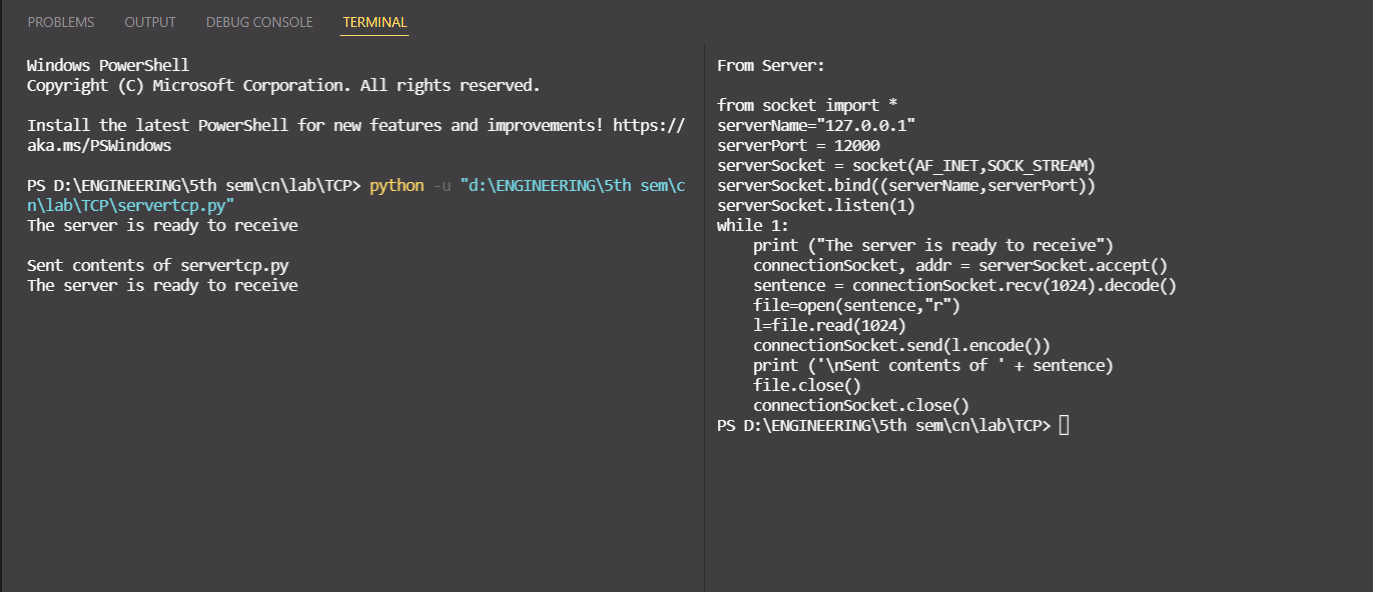 PROBLEMS OUTPUT DEBUG CONSOLE TERMINAL
Windows PowerShell
Copyright (C) Microsoft Corporation. All rights reserved.
Install the latest PowerShell for new features and improvements! https://
aka.ms/PSWindows
PS D:\ENGINEERING\5th sem\cn\lab\TCP> python -u "d:\ENGINEERING\5th sem\c
n\lab\TCP\servertcp.py"
The server is ready to receive
Sent contents of servertcp.py
The server is ready to receive
From Server:
from socket import *
serverName="127.0.0.1"
serverPort = 12000
serverSocket = socket(AF_INET,SOCK_STREAM)
serverSocket.bind((serverName,serverPort))
serverSocket.listen(1)
while 1:
    print ("The server is ready to receive")
    connectionSocket, addr = serverSocket.accept()
    sentence = connectionSocket.recv(1024).decode()
    file=open(sentence,"r")
    l=file.read(1024)
    connectionSocket.send(l.encode())
    print ('\nSent contents of ' + sentence)
    file.close()
    connectionSocket.close()
PS D:\ENGINEERING\5th sem\cn\lab\TCP>